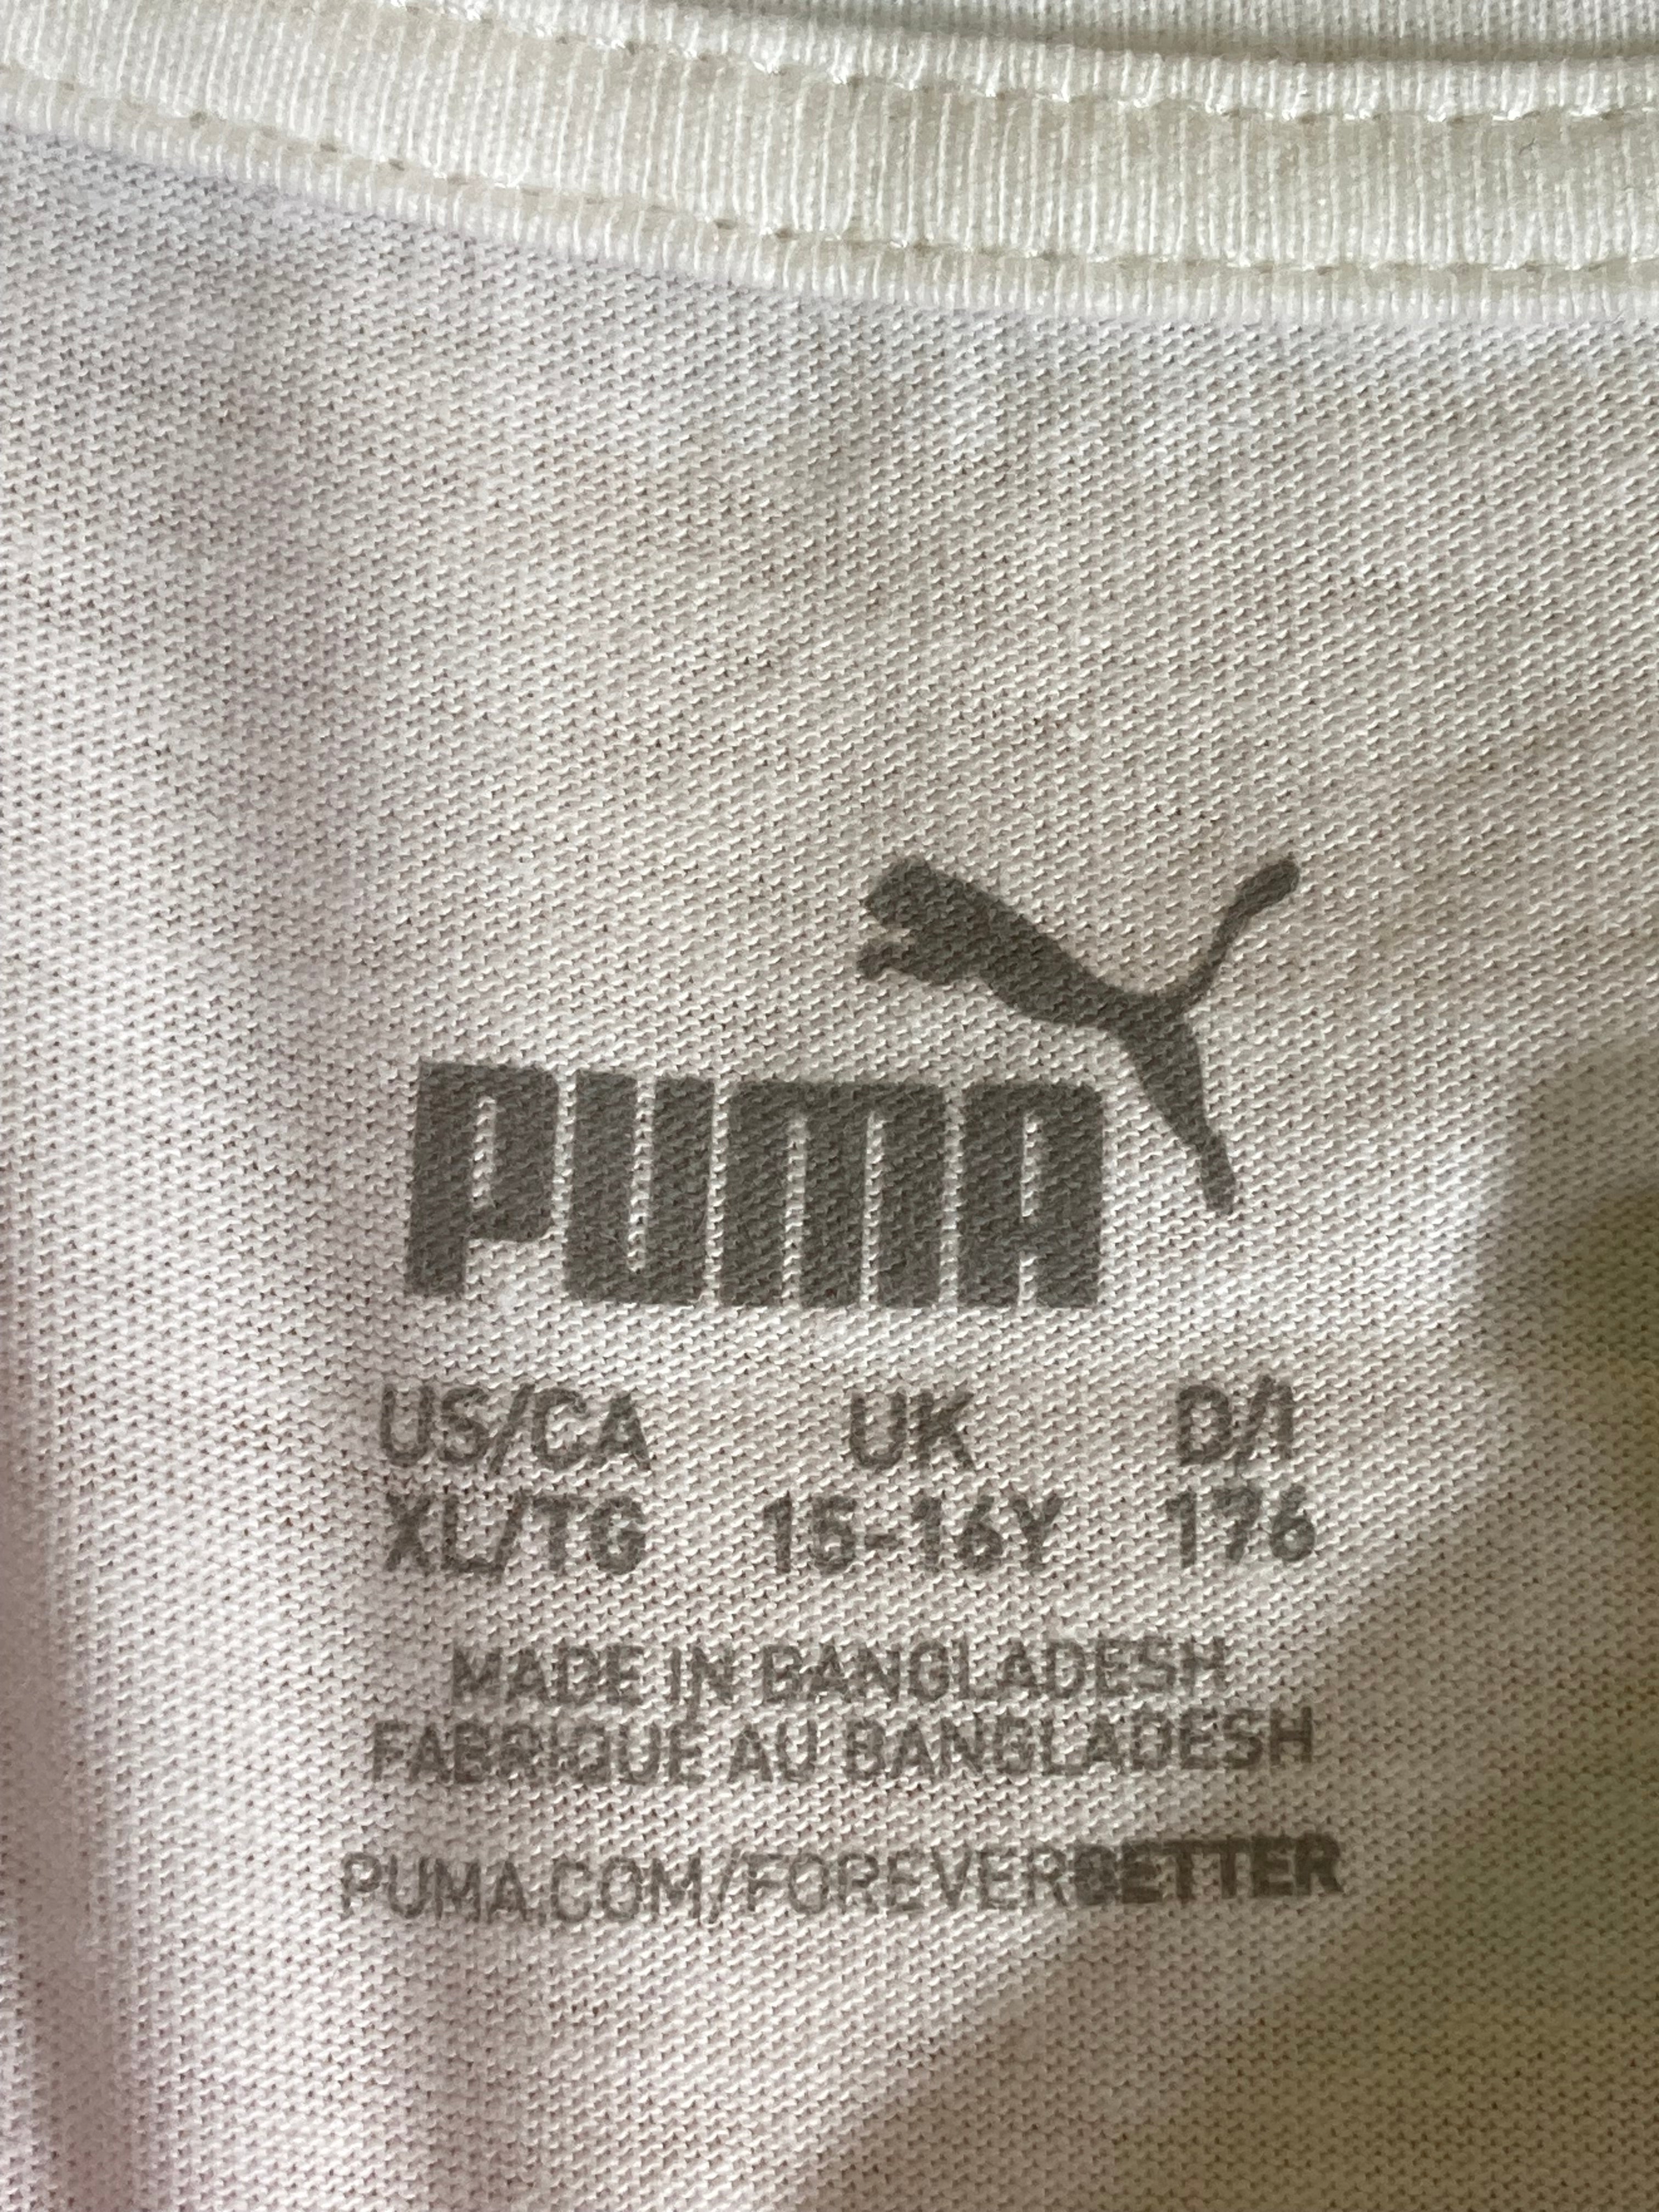 PUMA
US/CA UK D/I
XL/TG 15-16Y 176
MADE IN BANGLADESH
FABRIQUÉ AU BANGLADESH
PUMA.COM/FOREVERBETTER